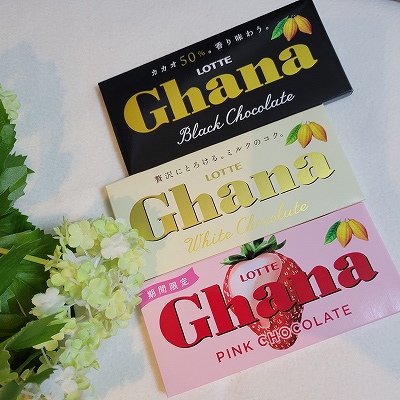 カカオ50%。香り味わう。
LOTTE
Ghana
Black Chocolate
贅沢にとろける。ミルクのコク。
LOTTE
Ghana
White Chocolate
期間限定
LOTTE
Ghana
PINK CHOCOLATE